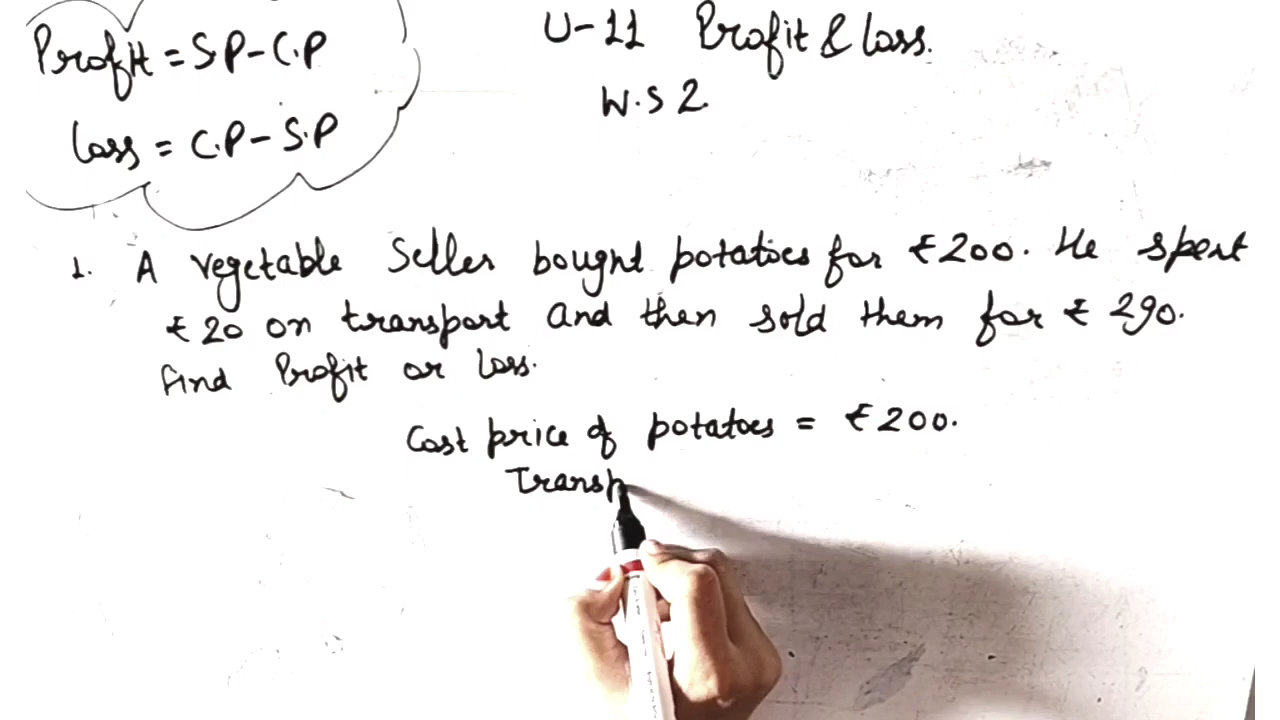 Profit = S.P - C.P
Loss = C.P - S.P
U-11 Profit & Loss.
W.S 2.
1. A vegetable Seller bought potatoes for ₹200. He spent
₹20 on transport and then sold them for ₹ 290.
Find Profit or Loss.
Cost price of potatoes = ₹200.
Transp